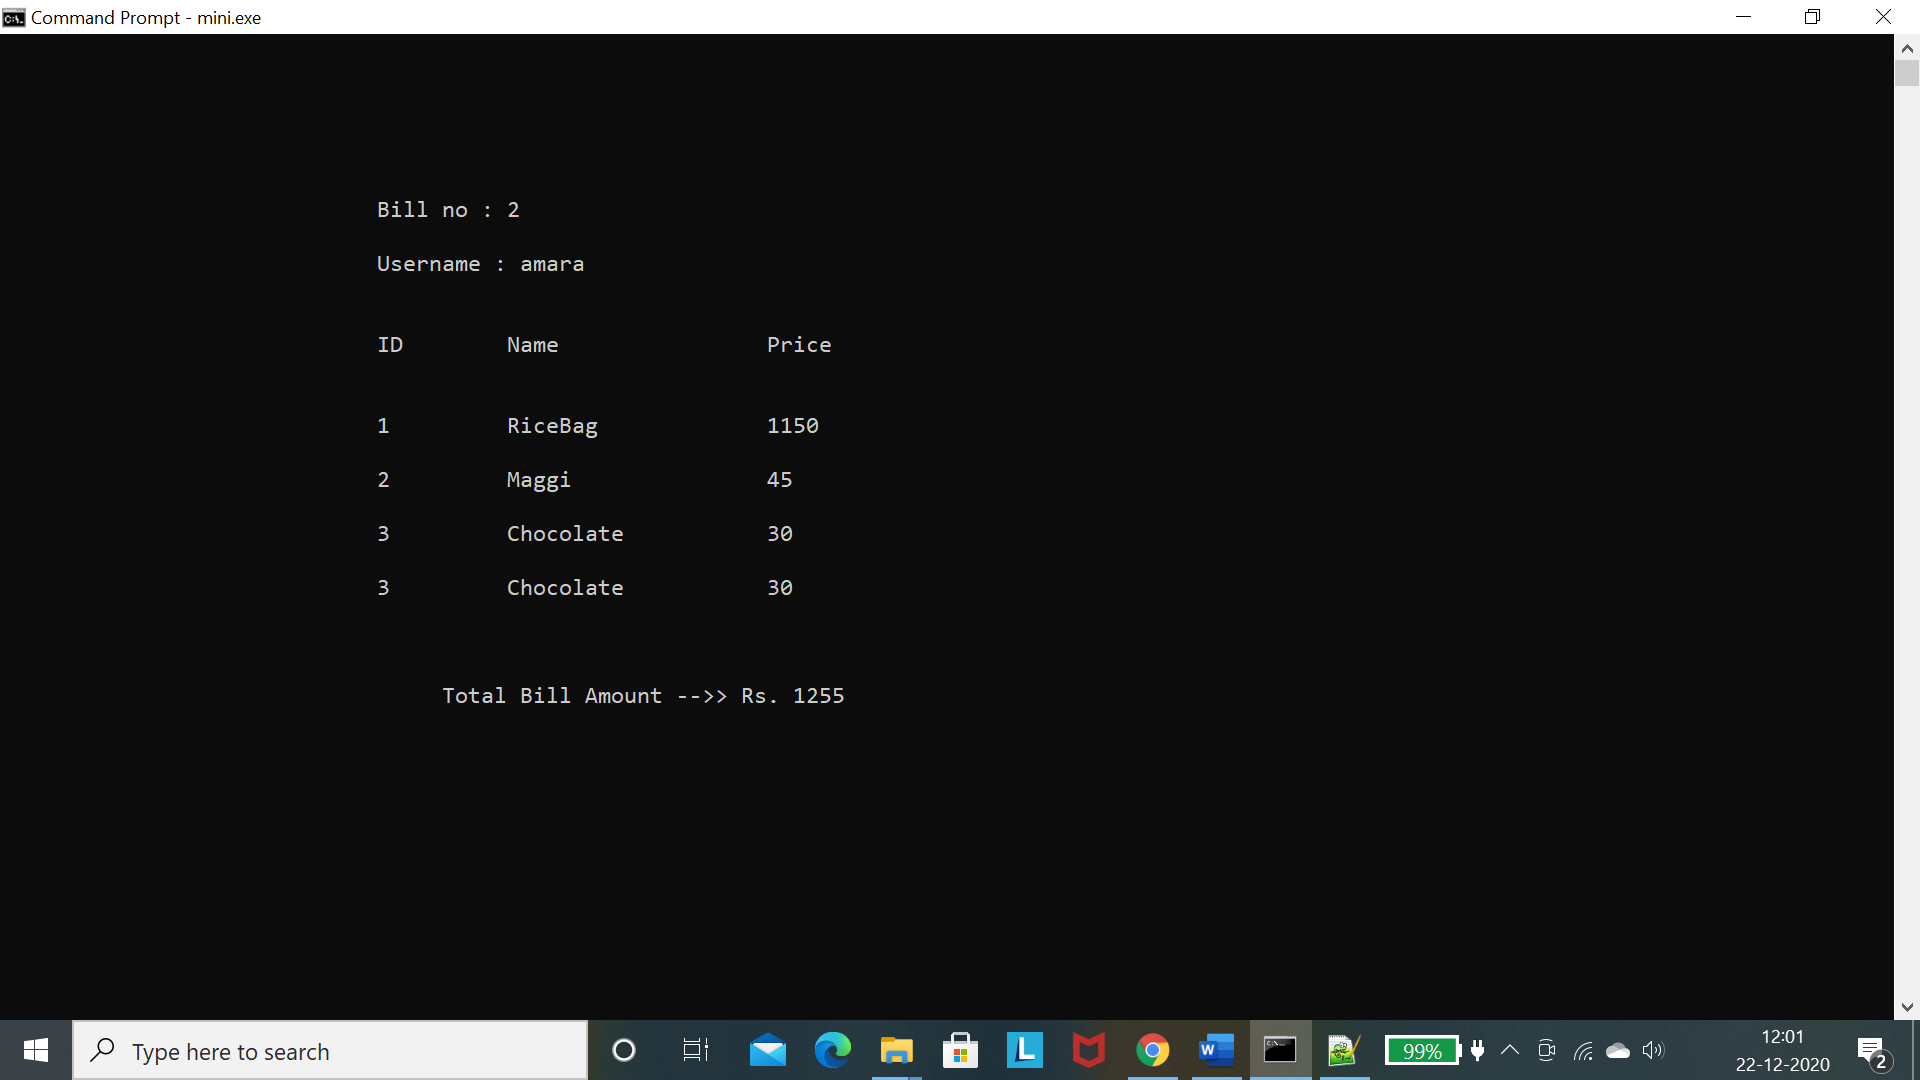 Command Prompt - mini.exe
Bill no : 2
Username : amara
ID Name Price
1 RiceBag 1150
2 Maggi 45
3 Chocolate 30
3 Chocolate 30
Total Bill Amount -->> Rs. 1255
Type here to search
L
W
99%
12:01
22-12-2020
2